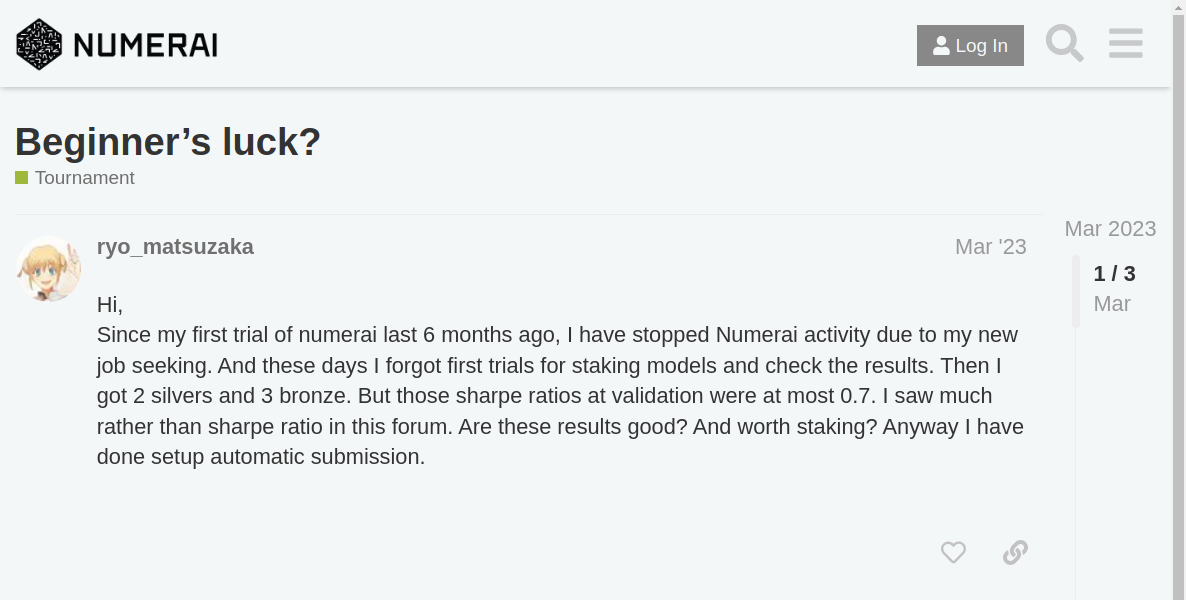 NUMERAI
Log In
Beginner’s luck?
Tournament
ryo_matsuzaka
Mar '23
Hi,
Since my first trial of numerai last 6 months ago, I have stopped Numerai activity due to my new
job seeking. And these days I forgot first trials for staking models and check the results. Then I
got 2 silvers and 3 bronze. But those sharpe ratios at validation were at most 0.7. I saw much
rather than sharpe ratio in this forum. Are these results good? And worth staking? Anyway I have
done setup automatic submission.
Mar 2023
1 / 3
Mar